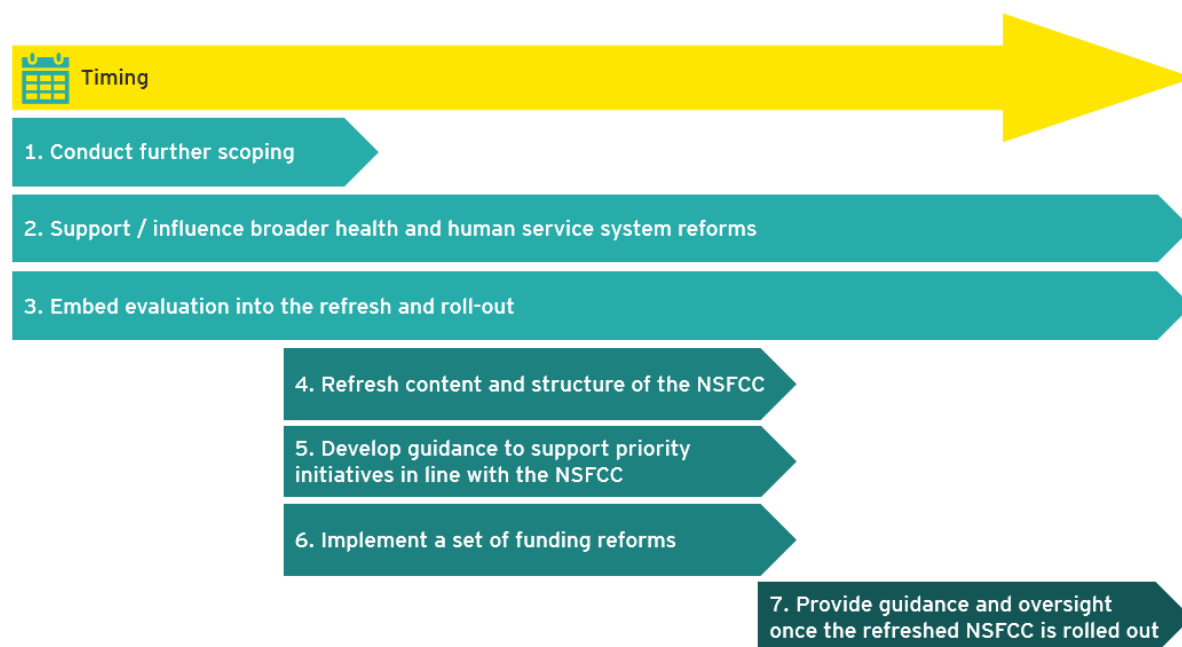 Timing
1. Conduct further scoping
2. Support / influence broader health and human service system reforms
3. Embed evaluation into the refresh and roll-out
4. Refresh content and structure of the NSFCC
5. Develop guidance to support priority
initiatives in line with the NSFCC
6. Implement a set of funding reforms
7. Provide guidance and oversight
once the refreshed NSFCC is rolled out